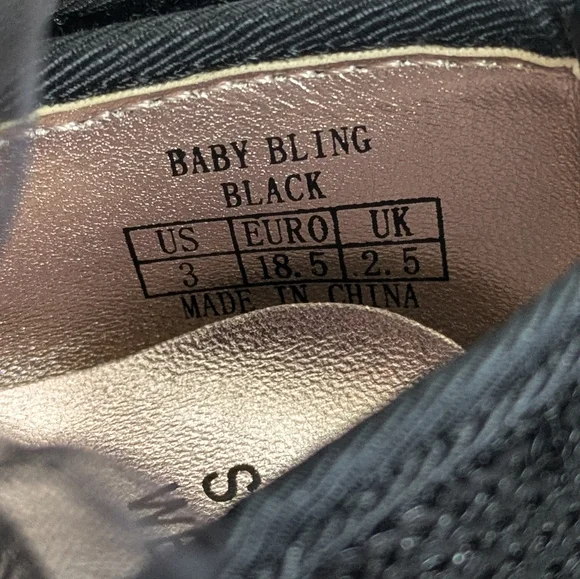 BABY BLING
BLACK
US EURO UK
3 18.5 2.5
MADE IN CHINA
S
W